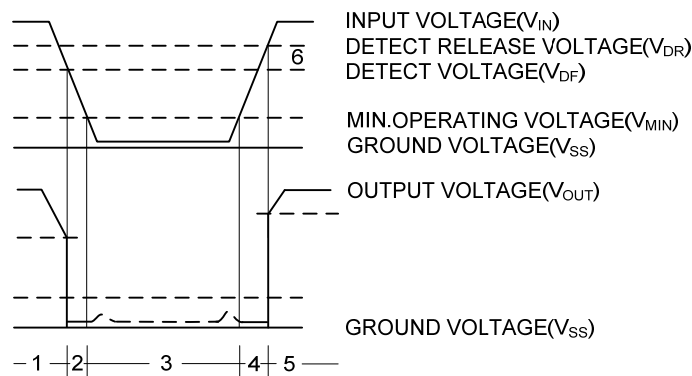 INPUT VOLTAGE(VIN)
DETECT RELEASE VOLTAGE(VDR)
6
DETECT VOLTAGE(VDF)
MIN.OPERATING VOLTAGE(VMIN)
GROUND VOLTAGE(VSS)
OUTPUT VOLTAGE(VOUT)
GROUND VOLTAGE(VSS)
1 2 3 4 5